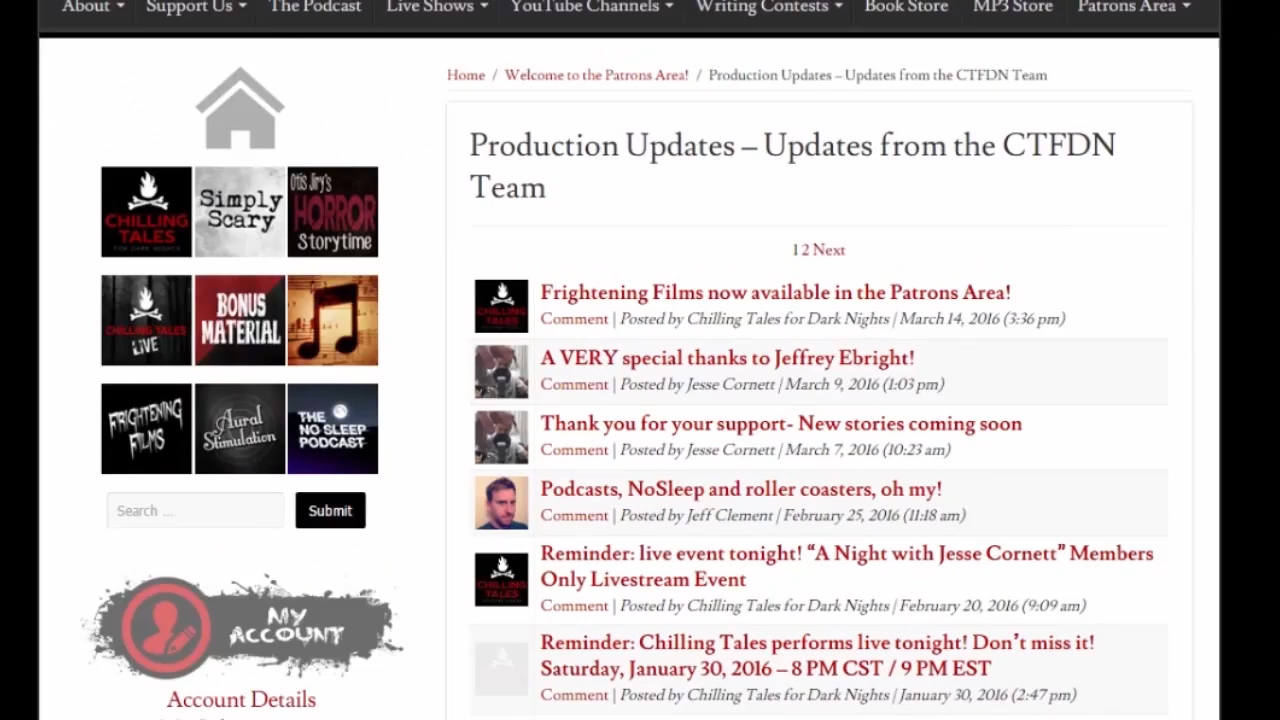 About
Support Us
The Podcast
Live Shows
YouTube Channels
Writing Contests
Book Store
MP3 Store
Patrons Area
Home / Welcome to the Patrons Area! / Production Updates – Updates from the CTFDN Team
CHILLING
TALES
FOR DARK NIGHTS
Simply
Scary
Otis Jiry's
HORROR
Storytime
CHILLING TALES
LIVE
BONUS
MATERIAL
FRIGHTENING
FILMS
Aural
Stimulation
THE
NO SLEEP
PODCAST
Search ...
Submit
MY
ACCOUNT
Account Details
Production Updates – Updates from the CTFDN
Team
1 2 Next
CHILLING
TALES
Frightening Films now available in the Patrons Area!
Comment | Posted by Chilling Tales for Dark Nights | March 14, 2016 (3:36 pm)
A VERY special thanks to Jeffrey Ebright!
Comment | Posted by Jesse Cornett | March 9, 2016 (1:03 pm)
Thank you for your support- New stories coming soon
Comment | Posted by Jesse Cornett | March 7, 2016 (10:23 am)
Podcasts, NoSleep and roller coasters, oh my!
Comment | Posted by Jeff Clement | February 25, 2016 (11:18 am)
CHILLING
TALES
Reminder: live event tonight! “A Night with Jesse Cornett” Members
Only Livestream Event
Comment | Posted by Chilling Tales for Dark Nights | February 20, 2016 (9:09 am)
Reminder: Chilling Tales performs live tonight! Don’t miss it!
Saturday, January 30, 2016 – 8 PM CST / 9 PM EST
Comment | Posted by Chilling Tales for Dark Nights | January 30, 2016 (2:47 pm)